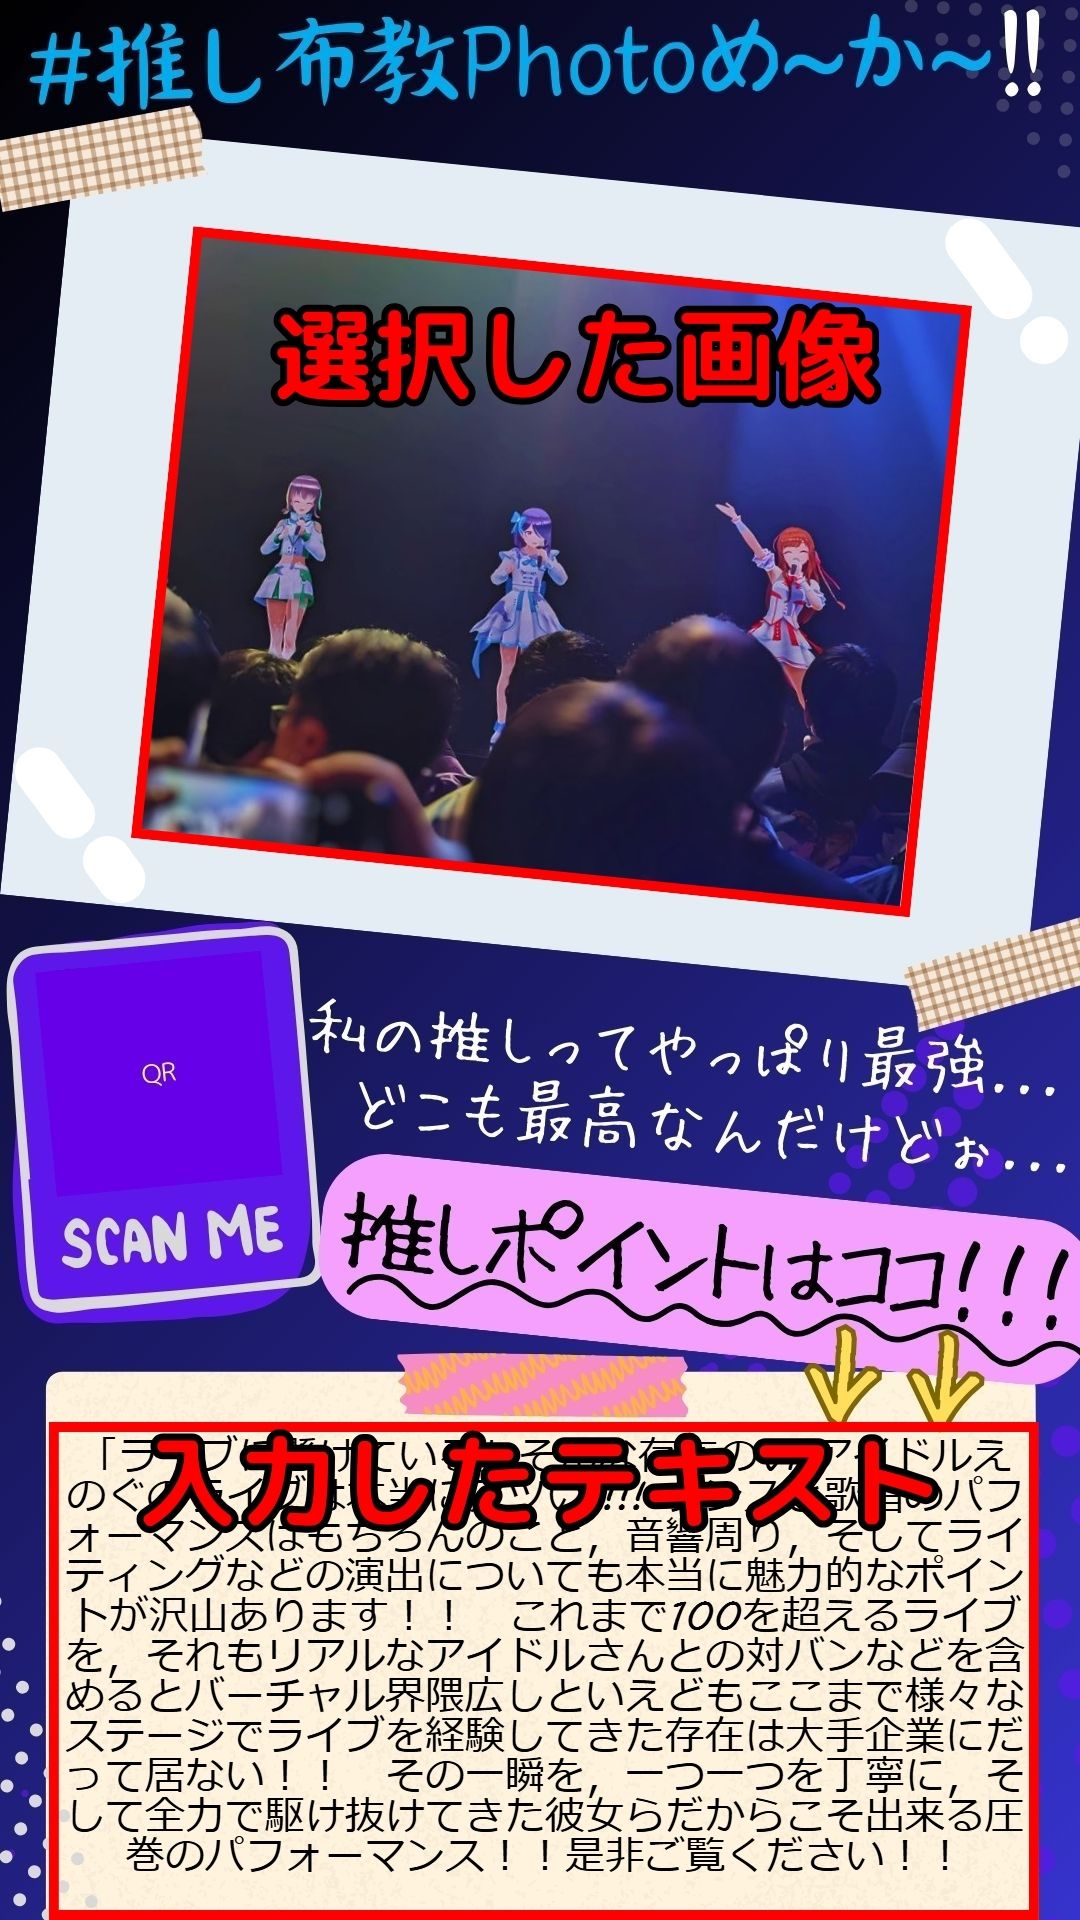 #推し布教Photoめ~か~!!
選択した画像
QR
SCAN ME
私の推しってやっぱり最強...
どこも最高なんだけどぉ...
推しポイントはココ!!!
入力したテキスト
オーマンスはもちろんのこと，音響周り，そしてライ
ティングなどの演出についても本当に魅力的なポイン
トが沢山あります！！　これまで100を超えるライブ
を，それもリアルなアイドルさんとの対バンなどを含
めるとバーチャル界隈広しといえどもここまで様々な
ステージでライブを経験してきた存在は大手企業にだ
って居ない！！　その一瞬を，一つ一つを丁寧に，そ
して全力で駆け抜けてきた彼女らだからこそ出来る圧
巻のパフォーマンス！！是非ご覧ください！！